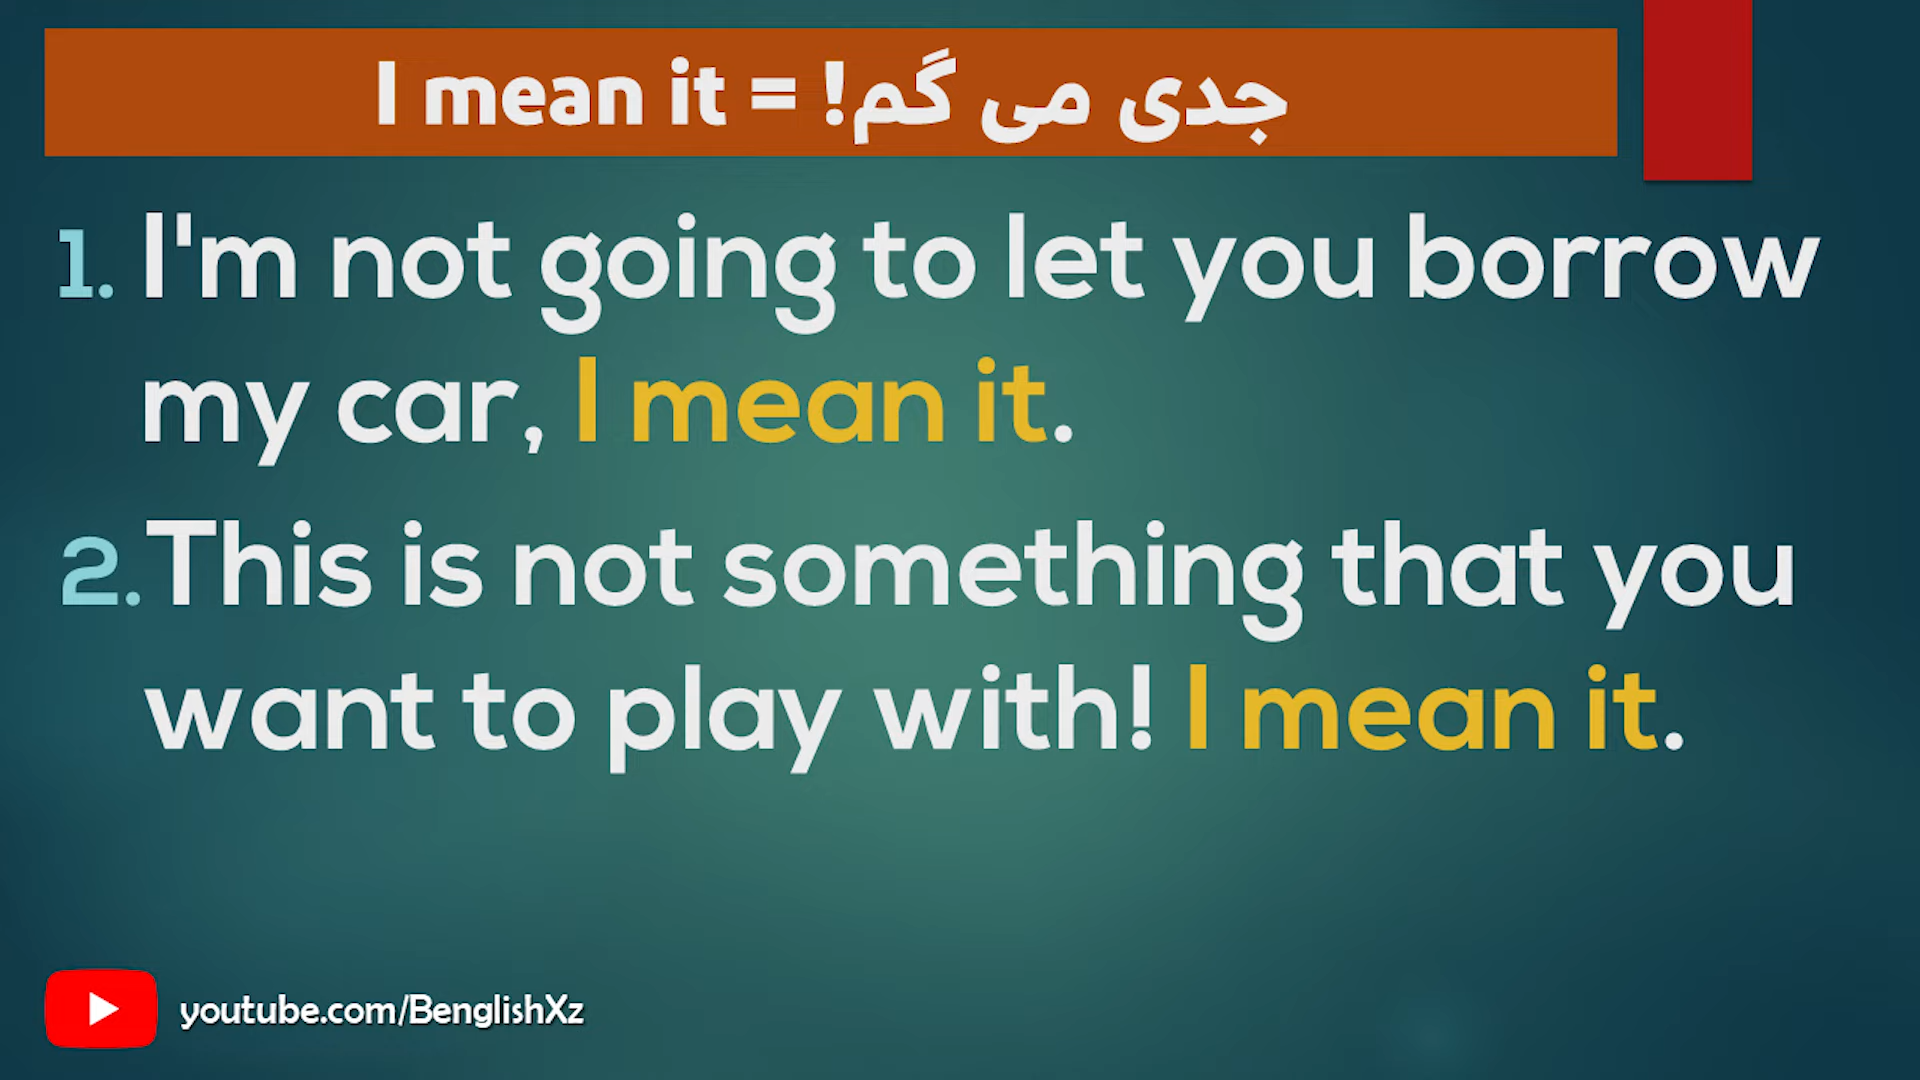 I mean it = جدی می گم!
1. I'm not going to let you borrow
my car, I mean it.
2. This is not something that you
want to play with! I mean it.
youtube.com/BenglishXz